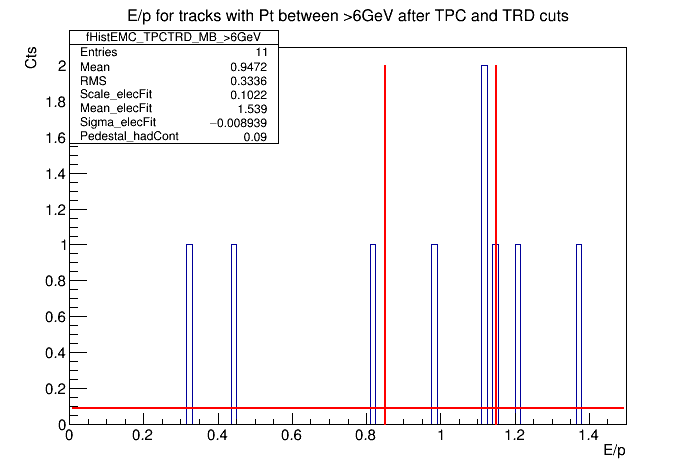 E/p for tracks with Pt between >6GeV after TPC and TRD cuts
fHistEMC_TPCTRD_MB_>6GeV
Entries 11
Mean 0.9472
RMS 0.3336
Scale_elecFit 0.1022
Mean_elecFit 1.539
Sigma_elecFit −0.008939
Pedestal_hadCont 0.09
Cts
2
1.8
1.6
1.4
1.2
1
0.8
0.6
0.4
0.2
0
0 0.2 0.4 0.6 0.8 1 1.2 1.4
E/p